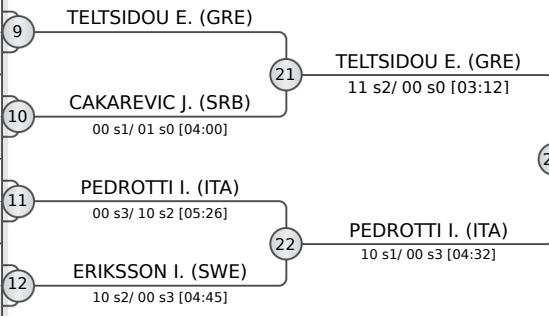 TELTSIDOU E. (GRE)
9
21
TELTSIDOU E. (GRE)
11 s2/ 00 s0 [03:12]
CAKAREVIC J. (SRB)
10
00 s1/ 01 s0 [04:00]
PEDROTTI I. (ITA)
11
00 s3/ 10 s2 [05:26]
22
PEDROTTI I. (ITA)
10 s1/ 00 s3 [04:32]
ERIKSSON I. (SWE)
12
10 s2/ 00 s3 [04:45]